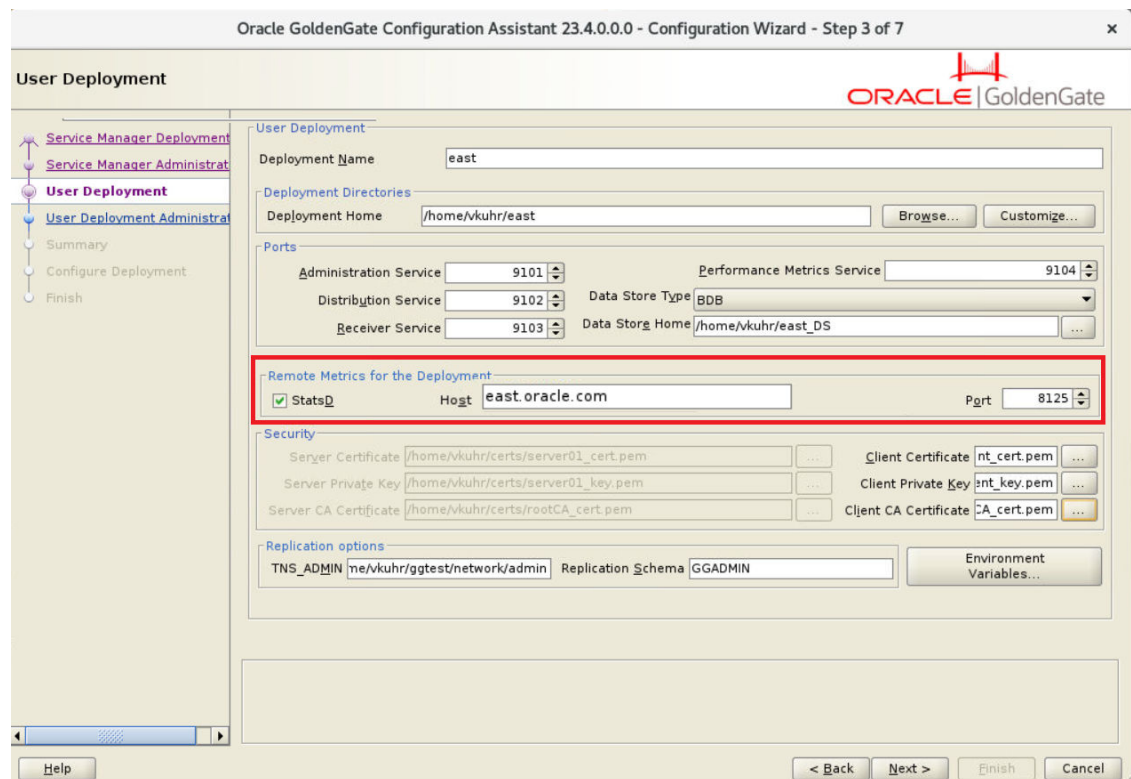 Oracle GoldenGate Configuration Assistant 23.4.0.0.0 - Configuration Wizard - Step 3 of 7
User Deployment
ORACLE GoldenGate
Service Manager Deployment
Service Manager Administrat
User Deployment
User Deployment Administrat
Summary
Configure Deployment
Finish
User Deployment
Deployment Name east
Deployment Directories
Deployment Home /home/vkuhr/east Browse... Customize...
Ports
Administration Service 9101 Performance Metrics Service 9104
Distribution Service 9102 Data Store Type BDB
Receiver Service 9103 Data Store Home /home/vkuhr/east_DS ...
Remote Metrics for the Deployment
StatsD Host east.oracle.com Port 8125
Security
Server Certificate /home/vkuhr/certs/server01_cert.pem ... Client Certificate nt_cert.pem ...
Server Private Key /home/vkuhr/certs/server01_key.pem ... Client Private Key ent_key.pem ...
Server CA Certificate /home/vkuhr/certs/rootCA_cert.pem ... Client CA Certificate CA_cert.pem ...
Replication options
TNS_ADMIN me/vkuhr/ggtest/network/admin Replication Schema GGADMIN
Environment
Variables...
Help < Back Next > Finish Cancel